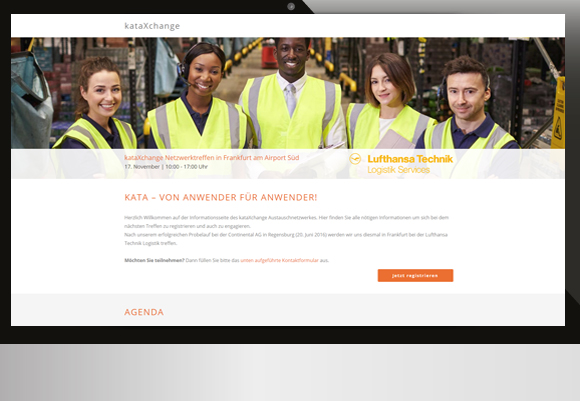 kataXchange
kataXchange Netzwerktreffen in Frankfurt am Airport Süd
17. November | 10:00 - 17:00 Uhr
Lufthansa Technik
Logistik Services
KATA – VON ANWENDER FÜR ANWENDER!
Herzlich Willkommen auf der Informationsseite des kataXchange Austauschnetzwerkes. Hier finden Sie alle nötigen Informationen um sich bei dem
nächsten Treffen zu registrieren und auch zu engagieren.
Nach unserem erfolgreichen Probelauf bei der Continental AG in Regensburg (26. Juni 2016) werden wir uns diesmal in Frankfurt bei der Lufthansa
Technik Logistik treffen.
Möchten Sie teilnehmen? Dann füllen Sie bitte das unten aufgeführte Kontaktformular aus.
Jetzt registrieren
AGENDA